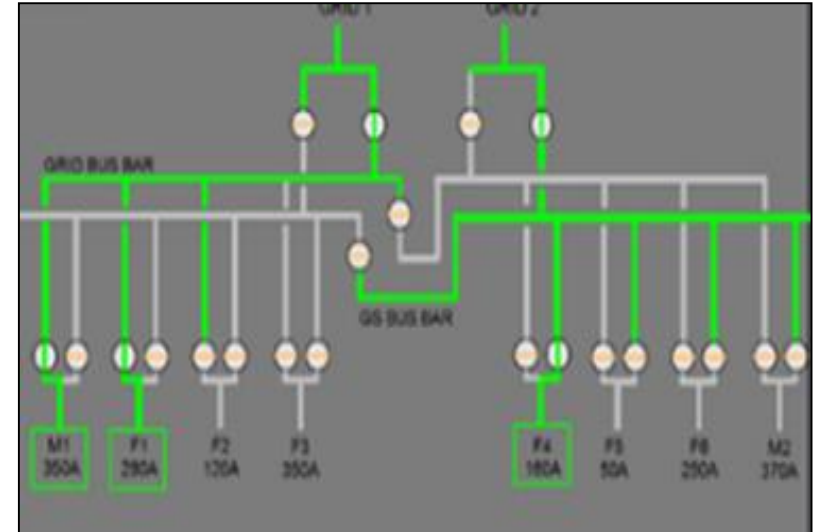 GRID 1 GRID 2
GRID BUS BAR
GS BUS BAR
M1 F1 F2 F3 F4 F5 F6 M2
350A 280A 120A 350A 160A 50A 250A 370A